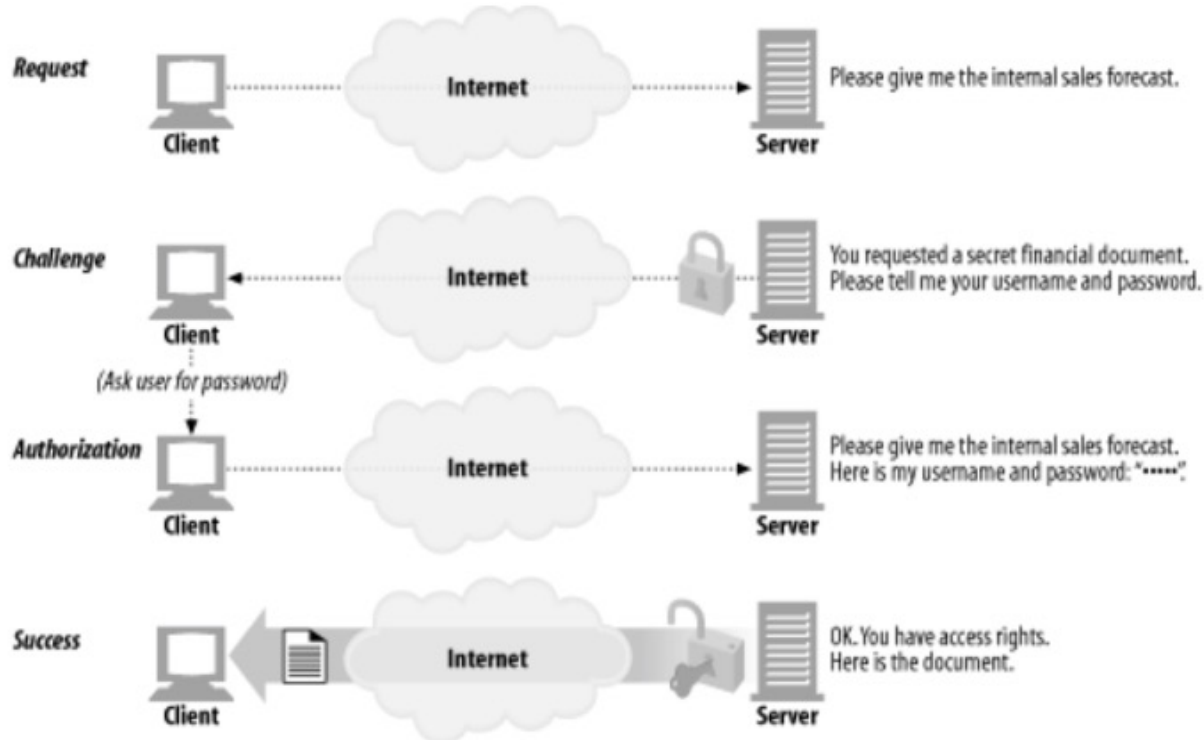 Request
Client
Internet
Server
Please give me the internal sales forecast.
Challenge
Client
Internet
Server
You requested a secret financial document.
Please tell me your username and password.
(Ask user for password)
Authorization
Client
Internet
Server
Please give me the internal sales forecast.
Here is my username and password: "•••••".
Success
Client
Internet
Server
OK. You have access rights.
Here is the document.